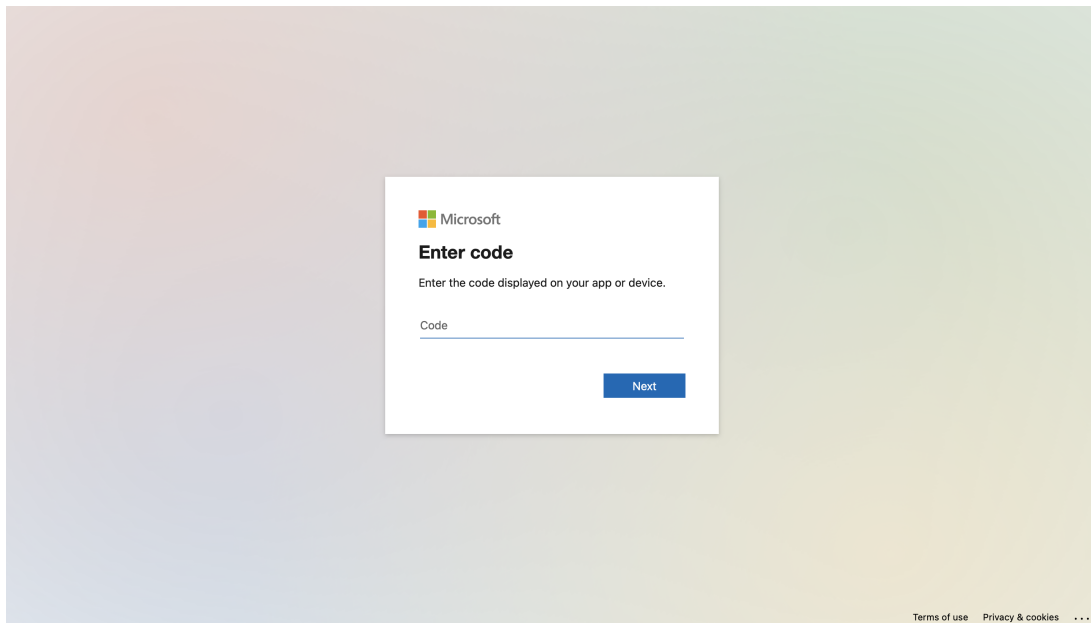 Microsoft
Enter code
Enter the code displayed on your app or device.
Code
Next
Terms of use Privacy & cookies ...